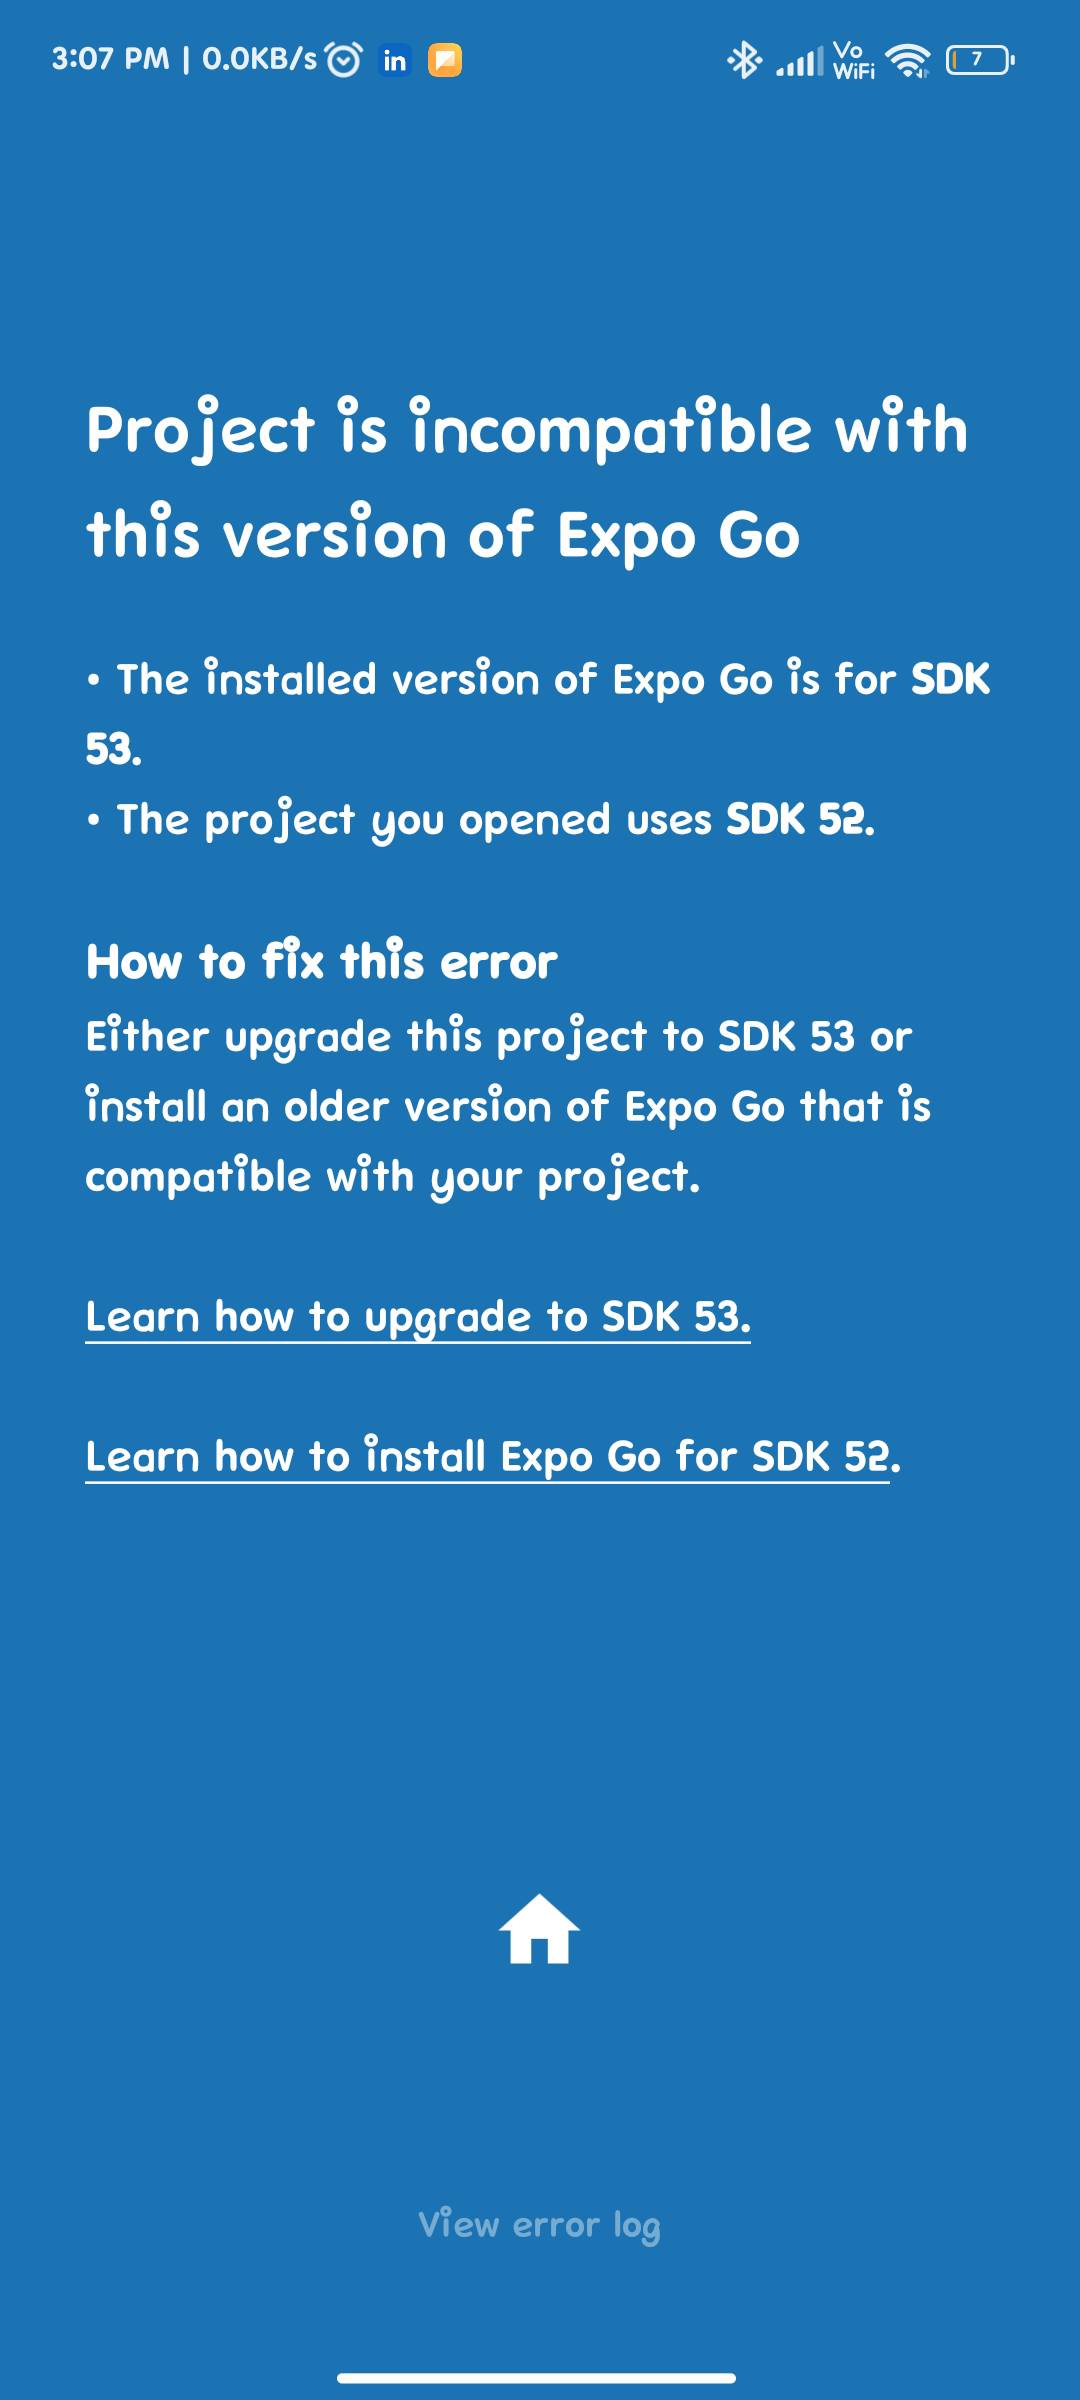 3:07 PM | 0.0KB/s in Vo WiFi 7
Project is incompatible with
this version of Expo Go
• The installed version of Expo Go is for SDK
53.
• The project you opened uses SDK 52.
How to fix this error
Either upgrade this project to SDK 53 or
install an older version of Expo Go that is
compatible with your project.
Learn how to upgrade to SDK 53.
Learn how to install Expo Go for SDK 52.
View error log